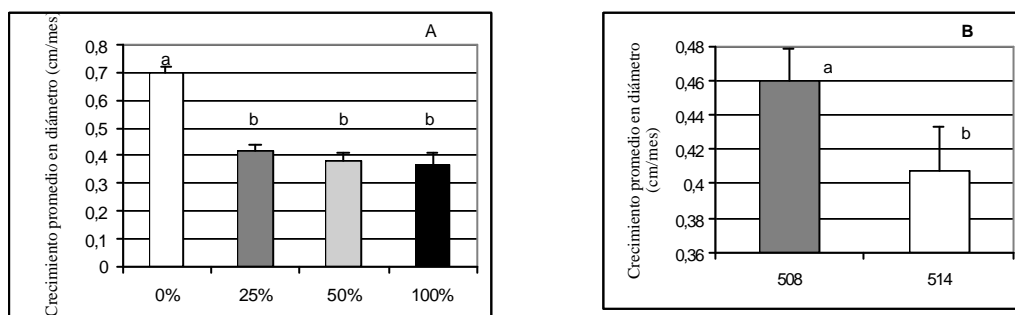 Crecimiento promedio en diámetro (cm/mes)
A
0,8
0,7
0,6
0,5
0,4
0,3
0,2
0,1
0
a
b b b
0% 25% 50% 100%
Crecimiento promedio en diámetro
(cm/mes)
B
0,48
0,46
0,44
0,42
0,4
0,38
0,36
a
b
508 514